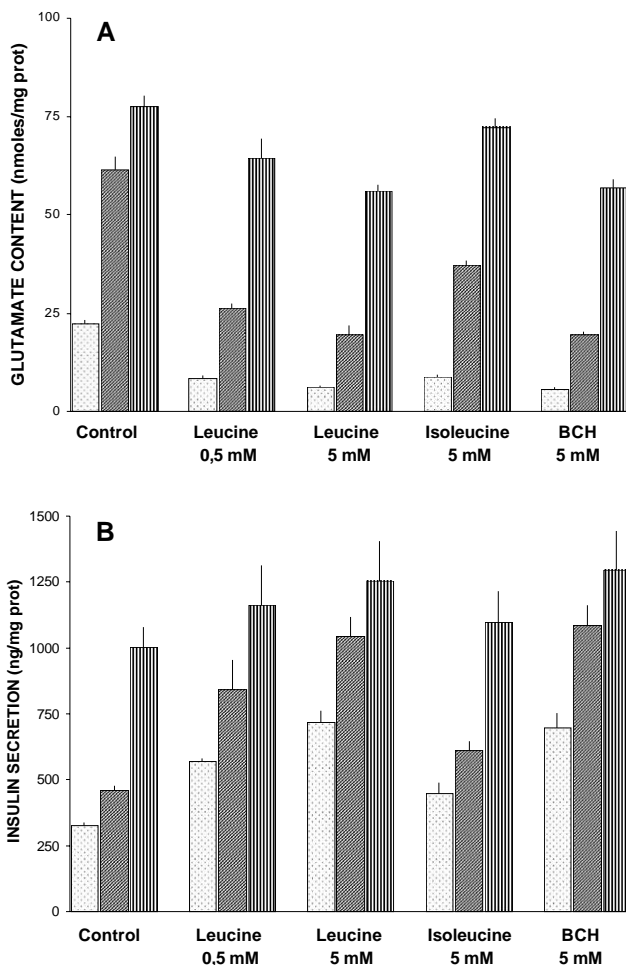 A
GLUTAMATE CONTENT (nmoles/mg prot)
100
75
50
25
0
Control
Leucine
0,5 mM
Leucine
5 mM
Isoleucine
5 mM
BCH
5 mM
B
INSULIN SECRETION (ng/mg prot)
1500
1250
1000
750
500
250
0
Control
Leucine
0,5 mM
Leucine
5 mM
Isoleucine
5 mM
BCH
5 mM